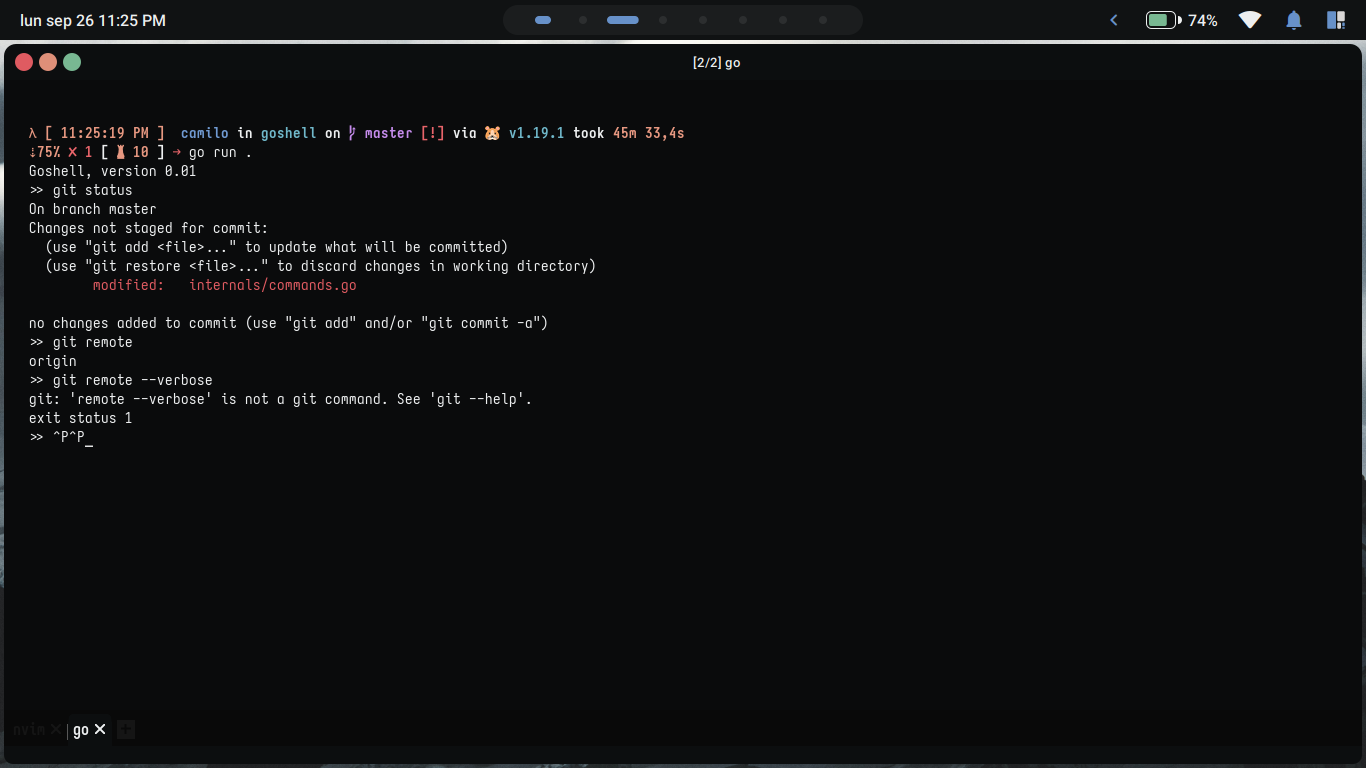 lun sep 26 11:25 PM
74%
[2/2] go
λ [ 11:25:19 PM ]  camilo in goshell on master [!] via 🐹 v1.19.1 took 45m 33,4s
⇣75% ✗ 1 [ 10 ] → go run .
Goshell, version 0.01
>> git status
On branch master
Changes not staged for commit:
  (use "git add <file>..." to update what will be committed)
  (use "git restore <file>..." to discard changes in working directory)
        modified:   internals/commands.go
no changes added to commit (use "git add" and/or "git commit -a")
>> git remote
origin
>> git remote --verbose
git: 'remote --verbose' is not a git command. See 'git --help'.
exit status 1
>> ^P^P_
nvim ✕ | go ✕ +